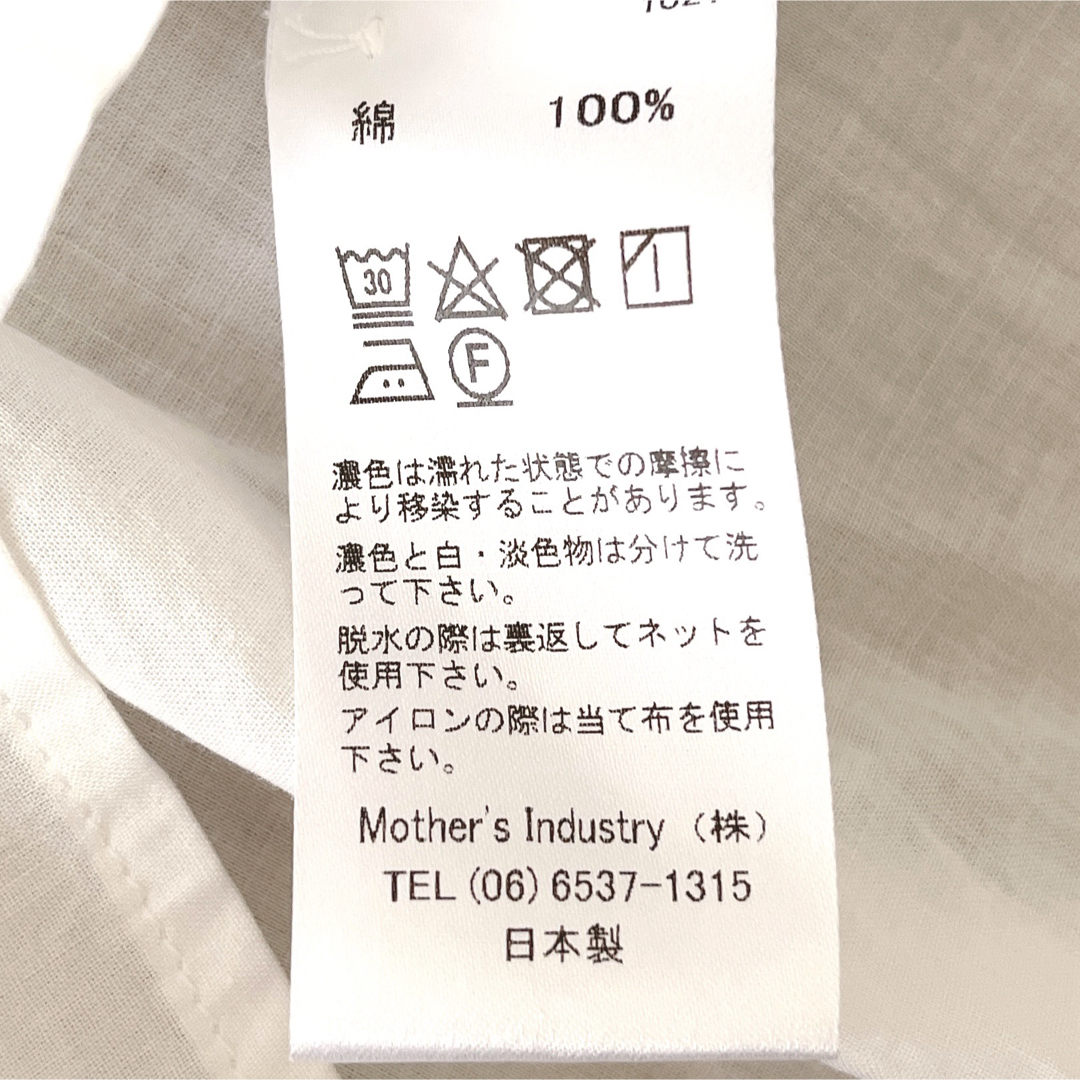 綿 100%
30
F
濃色は濡れた状態での摩擦に
より移染することがあります。
濃色と白・淡色物は分けて洗
って下さい。
脱水の際は裏返してネットを
使用下さい。
アイロンの際は当て布を使用
下さい。
Mother's Industry（株）
TEL(06)6537-1315
日本製